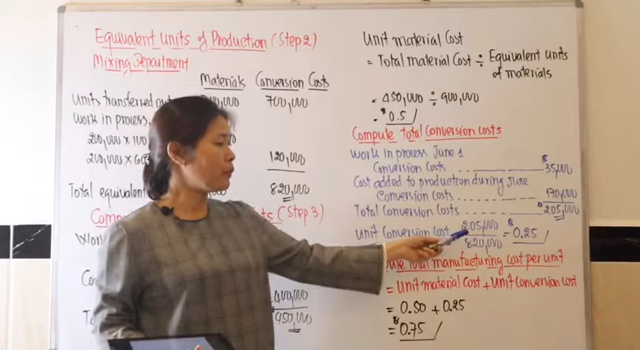 Equivalent units of Production (Step 2)
Mixing Department
Materials Conversion Costs
Units transferred 700,000
Work in process
200,000 x 100
200,000 x 60% 120,000
Total equivalent 820,000
(Step 3)
400,000
450,000
Unit material Cost
= Total material Cost ÷ Equivalent units
of materials
= 450,000 ÷ 900,000
= $0.5
Compute Total Conversion costs
Work in process June 1
Conversion Costs $35,000
Cost added to production during June
Conversion costs 170,000
Total Conversion Costs $205,000
Unit Conversion Cost 205,000
820,000 = $0.25
Total manufacturing cost per unit
= Unit material Cost + Unit Conversion Cost
= 0.50 + 0.25
= $0.75